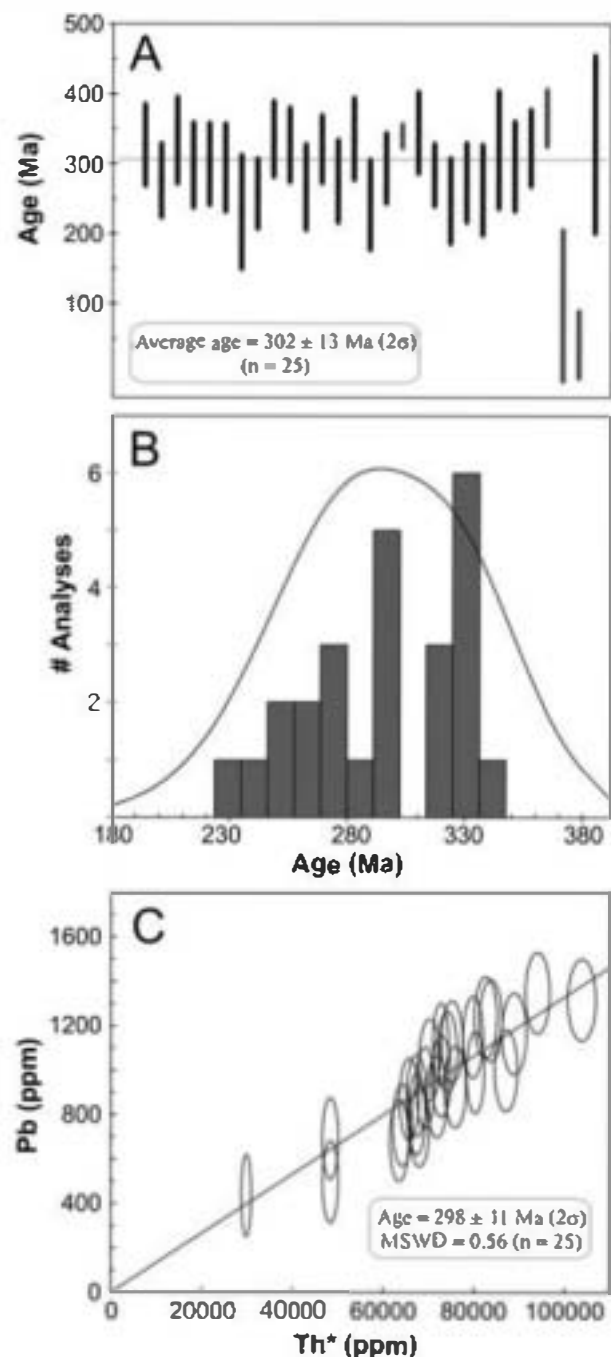 500
A
400
300
200
100
Age (Ma)
Average age = 302 ± 13 Ma (2σ)
(n = 25)
B
6
4
2
# Analyses
180 230 280 330 380
Age (Ma)
C
1600
1200
800
400
0
Pb (ppm)
Age = 298 ± 11 Ma (2σ)
MSWD = 0.56 (n = 25)
0 20000 40000 60000 80000 100000
Th* (ppm)